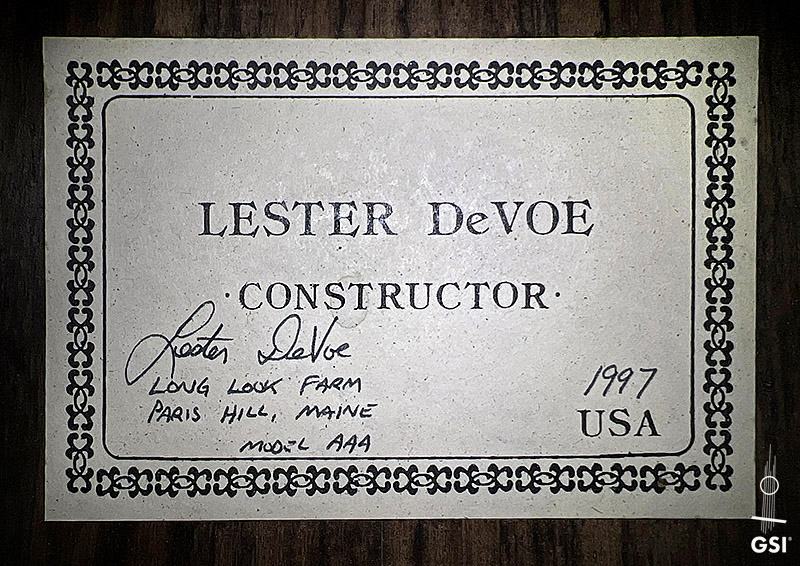 LESTER DeVOE
·CONSTRUCTOR·
Lester DeVoe
LONG LOOK FARM
PARIS HILL, MAINE
MODEL AAA
1997
USA
GSI®